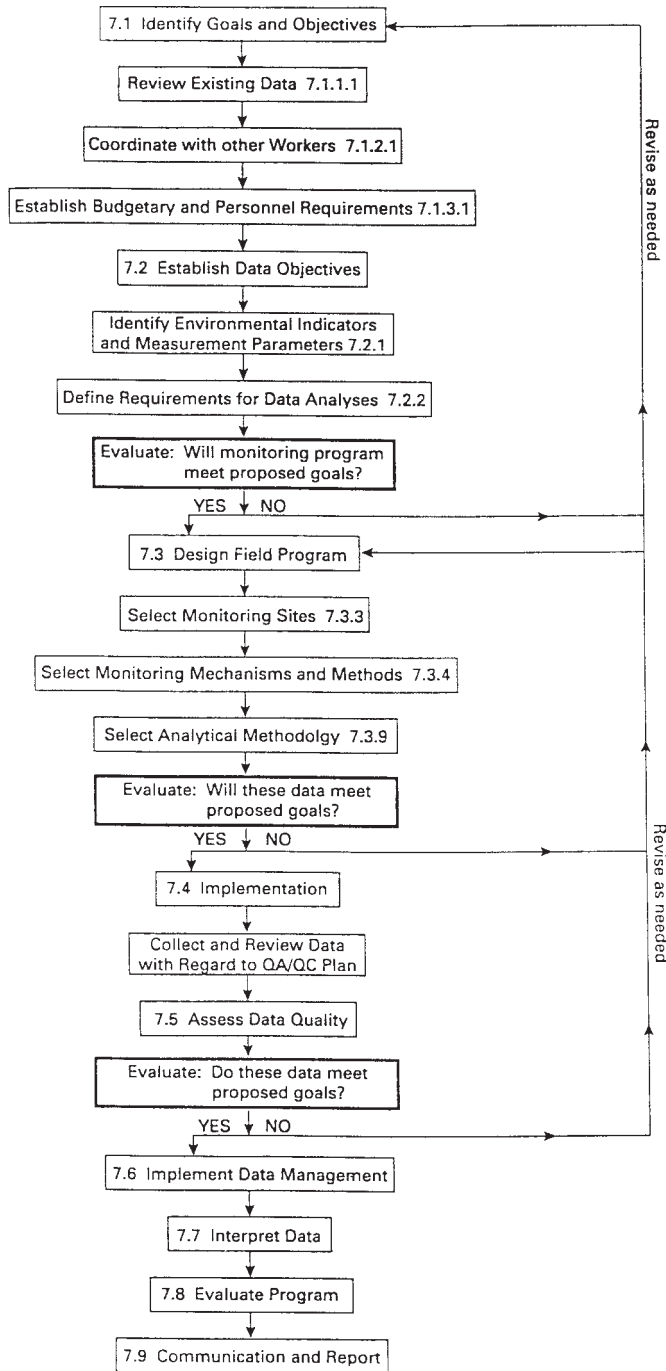 7.1 Identify Goals and Objectives
Review Existing Data 7.1.1.1
Coordinate with other Workers 7.1.2.1
Establish Budgetary and Personnel Requirements 7.1.3.1
7.2 Establish Data Objectives
Identify Environmental Indicators
and Measurement Parameters 7.2.1
Define Requirements for Data Analyses 7.2.2
Evaluate: Will monitoring program
meet proposed goals?
YES NO
7.3 Design Field Program
Select Monitoring Sites 7.3.3
Select Monitoring Mechanisms and Methods 7.3.4
Select Analytical Methodolgy 7.3.9
Evaluate: Will these data meet
proposed goals?
YES NO
7.4 Implementation
Collect and Review Data
with Regard to QA/QC Plan
7.5 Assess Data Quality
Evaluate: Do these data meet
proposed goals?
YES NO
7.6 Implement Data Management
7.7 Interpret Data
7.8 Evaluate Program
7.9 Communication and Report
Revise as needed
Revise as needed